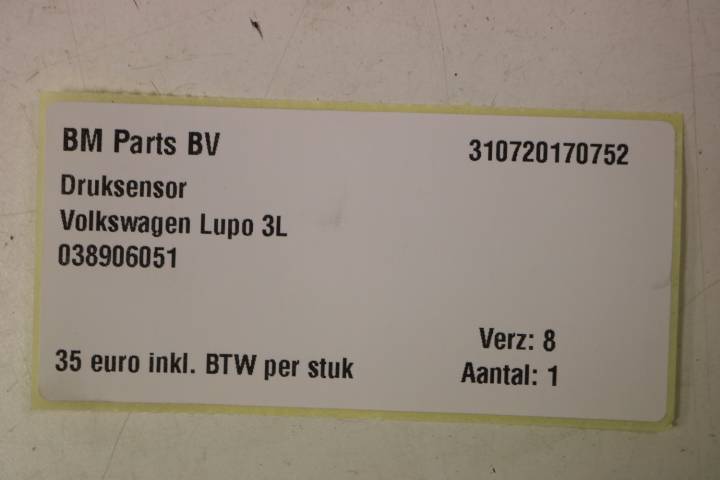 BM Parts BV
310720170752
Druksensor
Volkswagen Lupo 3L
038906051
Verz: 8
35 euro inkl. BTW per stuk
Aantal: 1